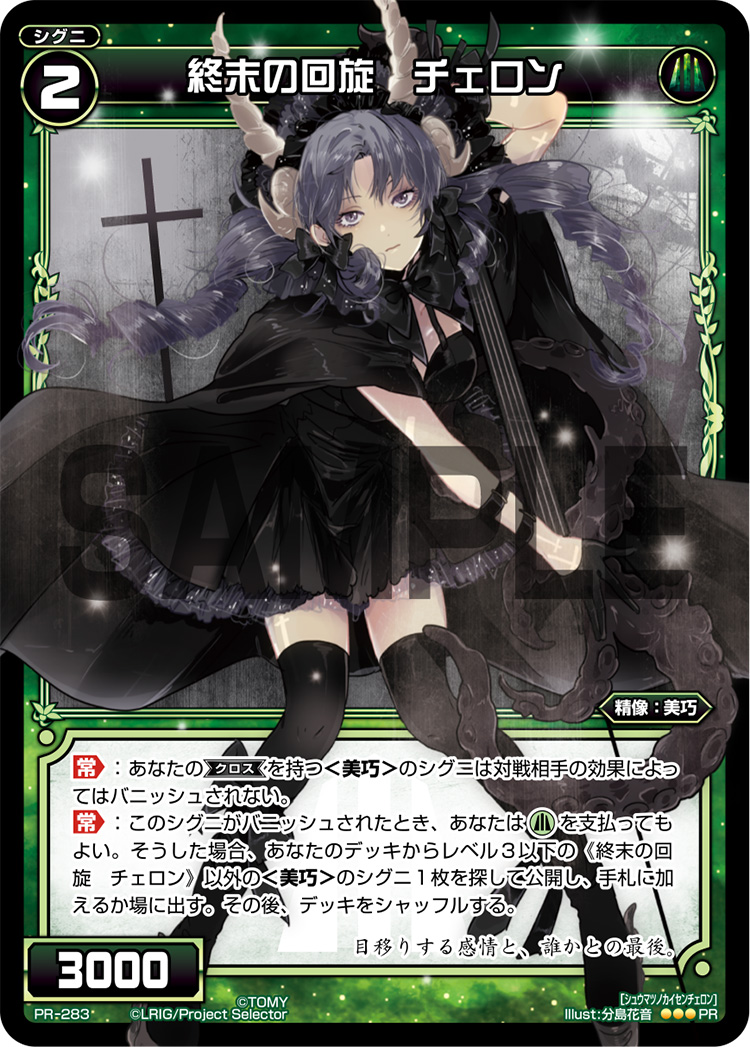 シグニ
2
終末の回旋　チェロン
SAMPLE
精像：美巧
常：あなたのクロスを持つ＜美巧＞のシグニは対戦相手の効果によっ
てはバニッシュされない。
常：このシグニがバニッシュされたとき、あなたはを支払っても
よい。そうした場合、あなたのデッキからレベル３以下の《終末の回
旋　チェロン》以外の＜美巧＞のシグニ１枚を探して公開し、手札に加
えるか場に出す。その後、デッキをシャッフルする。
目移りする感情と、誰かとの最後。
3000
PR-283
©TOMY
©LRIG/Project Selector
[シュウマツノカイセンチェロン]
Illust:分島花音
PR